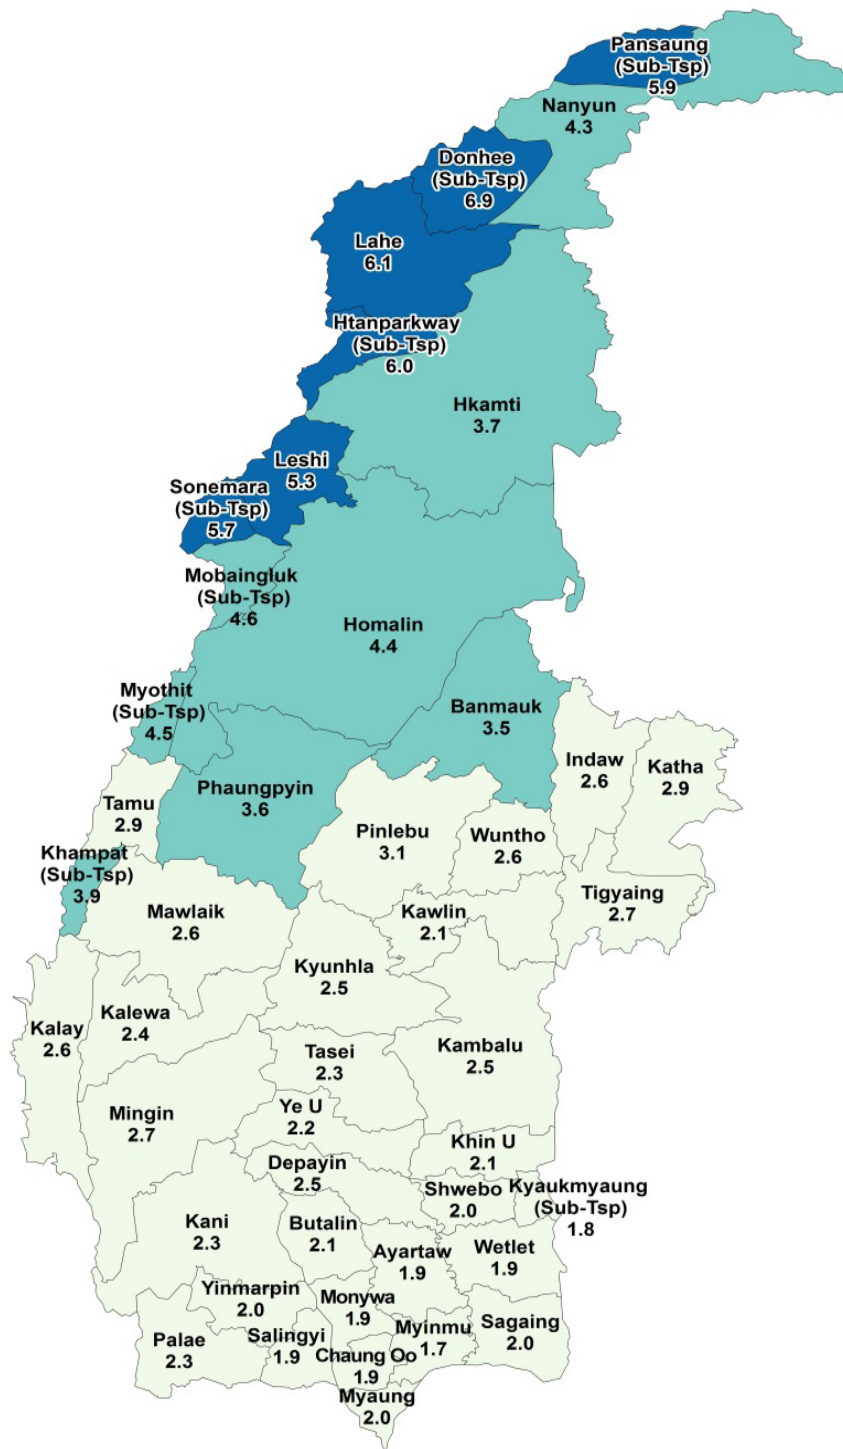 Pansaung
(Sub-Tsp)
5.9
Nanyun
4.3
Donhee
(Sub-Tsp)
6.9
Lahe
6.1
Htanparkway
(Sub-Tsp)
6.0
Hkamti
3.7
Leshi
5.3
Sonemara
(Sub-Tsp)
5.7
Mobaingluk
(Sub-Tsp)
4.6
Homalin
4.4
Myothit
(Sub-Tsp)
4.5
Banmauk
3.5
Indaw
2.6
Katha
2.9
Phaungpyin
3.6
Tamu
2.9
Pinlebu
3.1
Wuntho
2.6
Khampat
(Sub-Tsp)
3.9
Tigyaing
2.7
Mawlaik
2.6
Kawlin
2.1
Kyunhla
2.5
Kalewa
2.4
Kalay
2.6
Tasei
2.3
Kambalu
2.5
Mingin
2.7
Ye U
2.2
Khin U
2.1
Depayin
2.5
Shwebo
2.0
Kyaukmyaung
(Sub-Tsp)
1.8
Kani
2.3
Butalin
2.1
Ayartaw
1.9
Wetlet
1.9
Yinmarpin
2.0
Monywa
1.9
Myinmu
1.7
Sagaing
2.0
Palae
2.3
Salingyi
1.9
Chaung Oo
1.9
Myaung
2.0